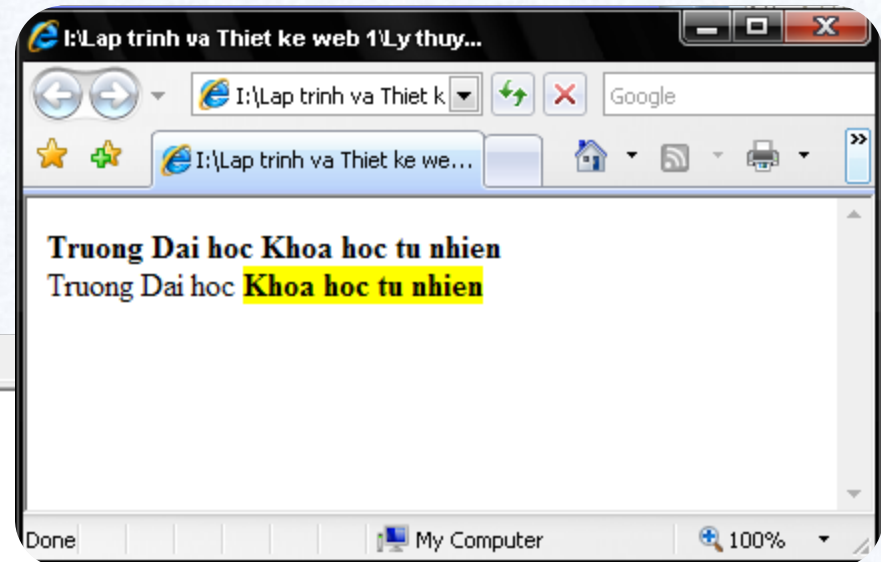 I:\Lap trinh va Thiet ke web 1\Ly thuy...
I:\Lap trinh va Thiet k
Google
I:\Lap trinh va Thiet ke we...
Truong Dai hoc Khoa hoc tu nhien
Truong Dai hoc Khoa hoc tu nhien
Done
My Computer
100%